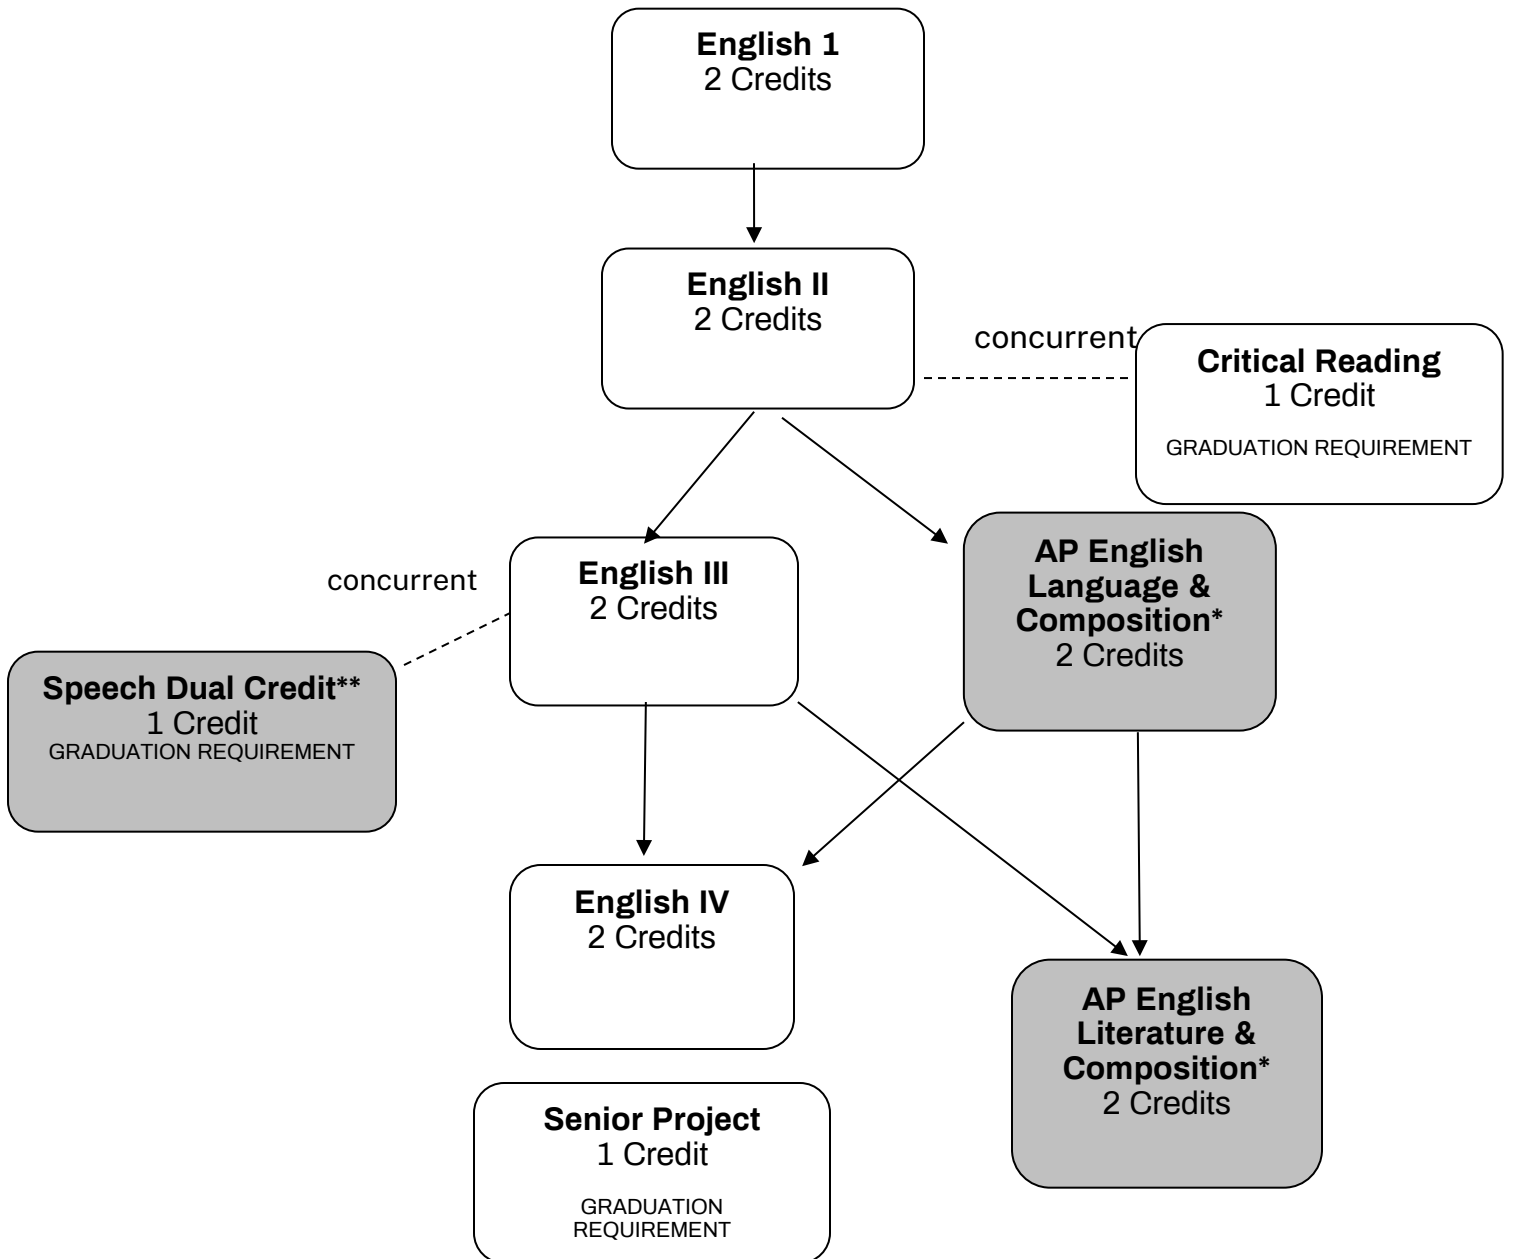 English 1
2 Credits
English II
2 Credits
concurrent
Critical Reading
1 Credit
GRADUATION REQUIREMENT
concurrent
English III
2 Credits
AP English
Language &
Composition*
2 Credits
Speech Dual Credit**
1 Credit
GRADUATION REQUIREMENT
English IV
2 Credits
AP English
Literature &
Composition*
2 Credits
Senior Project
1 Credit
GRADUATION
REQUIREMENT